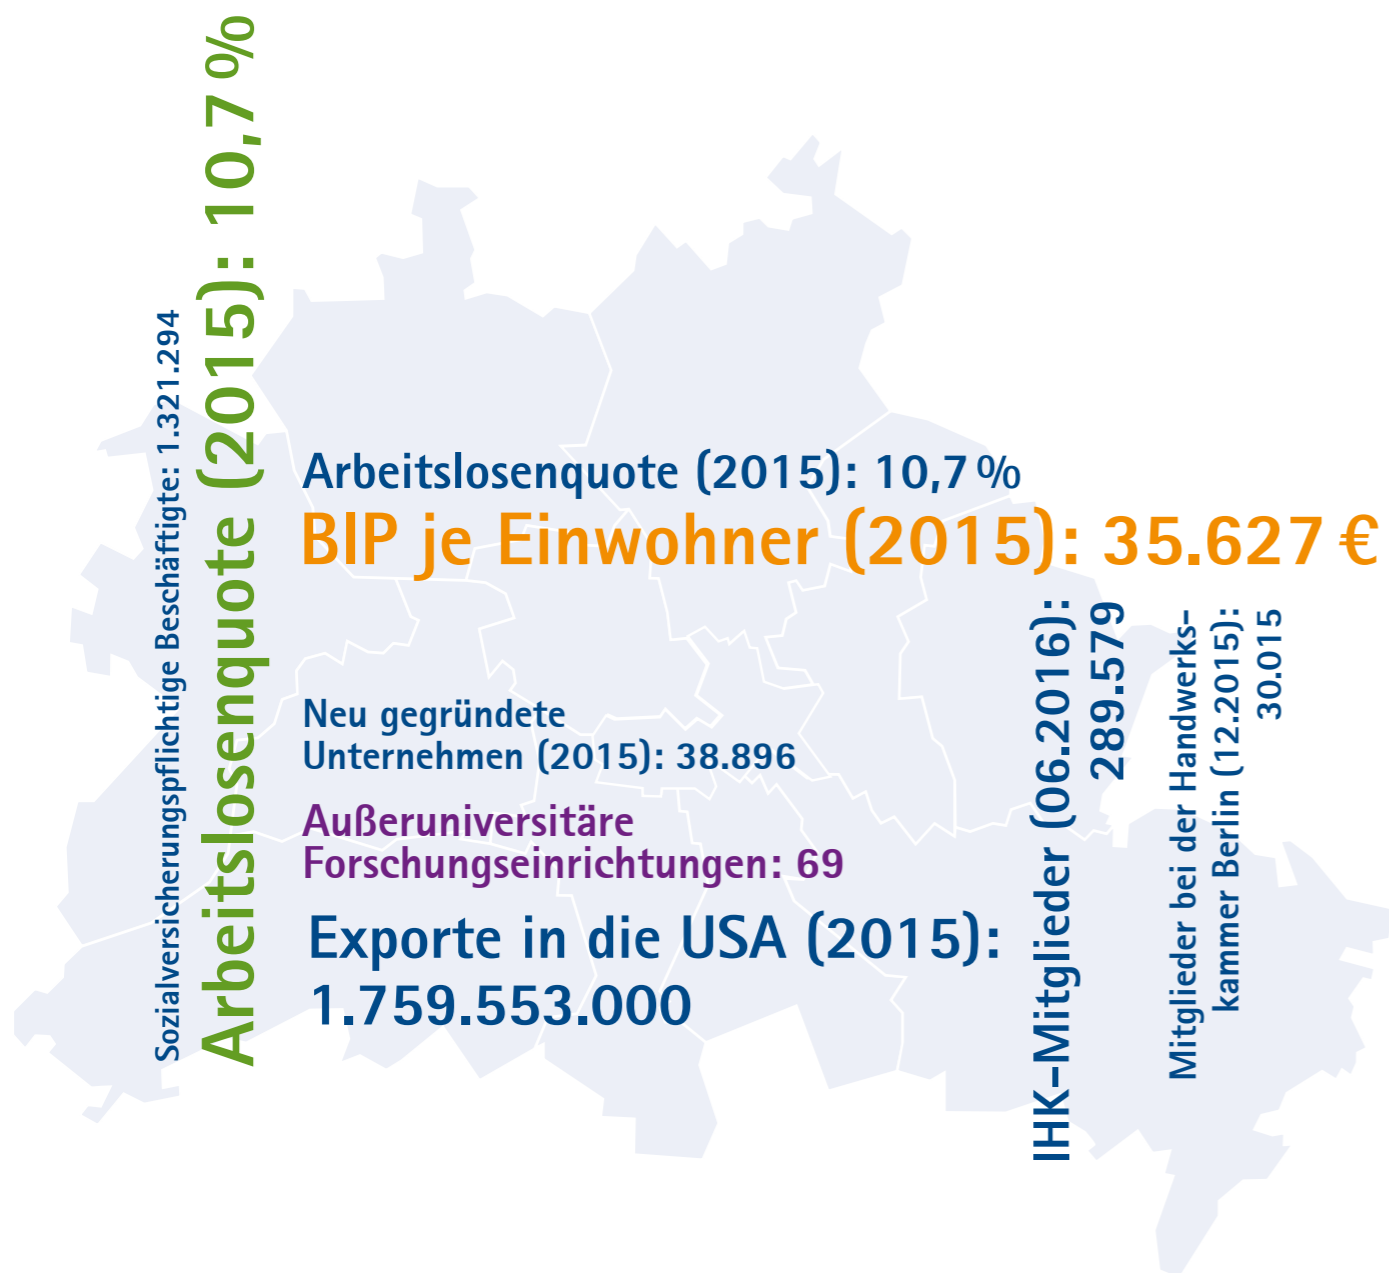 Sozialversicherungspflichtige Beschäftigte: 1.321.294
Arbeitslosenquote (2015): 10,7 %
Arbeitslosenquote (2015): 10,7 %
BIP je Einwohner (2015): 35.627 €
Neu gegründete
Unternehmen (2015): 38.896
Außeruniversitäre
Forschungseinrichtungen: 69
Exporte in die USA (2015):
1.759.553.000
IHK-Mitglieder (06.2016):
289.579
Mitglieder bei der Handwerks-
kammer Berlin (12.2015):
30.015